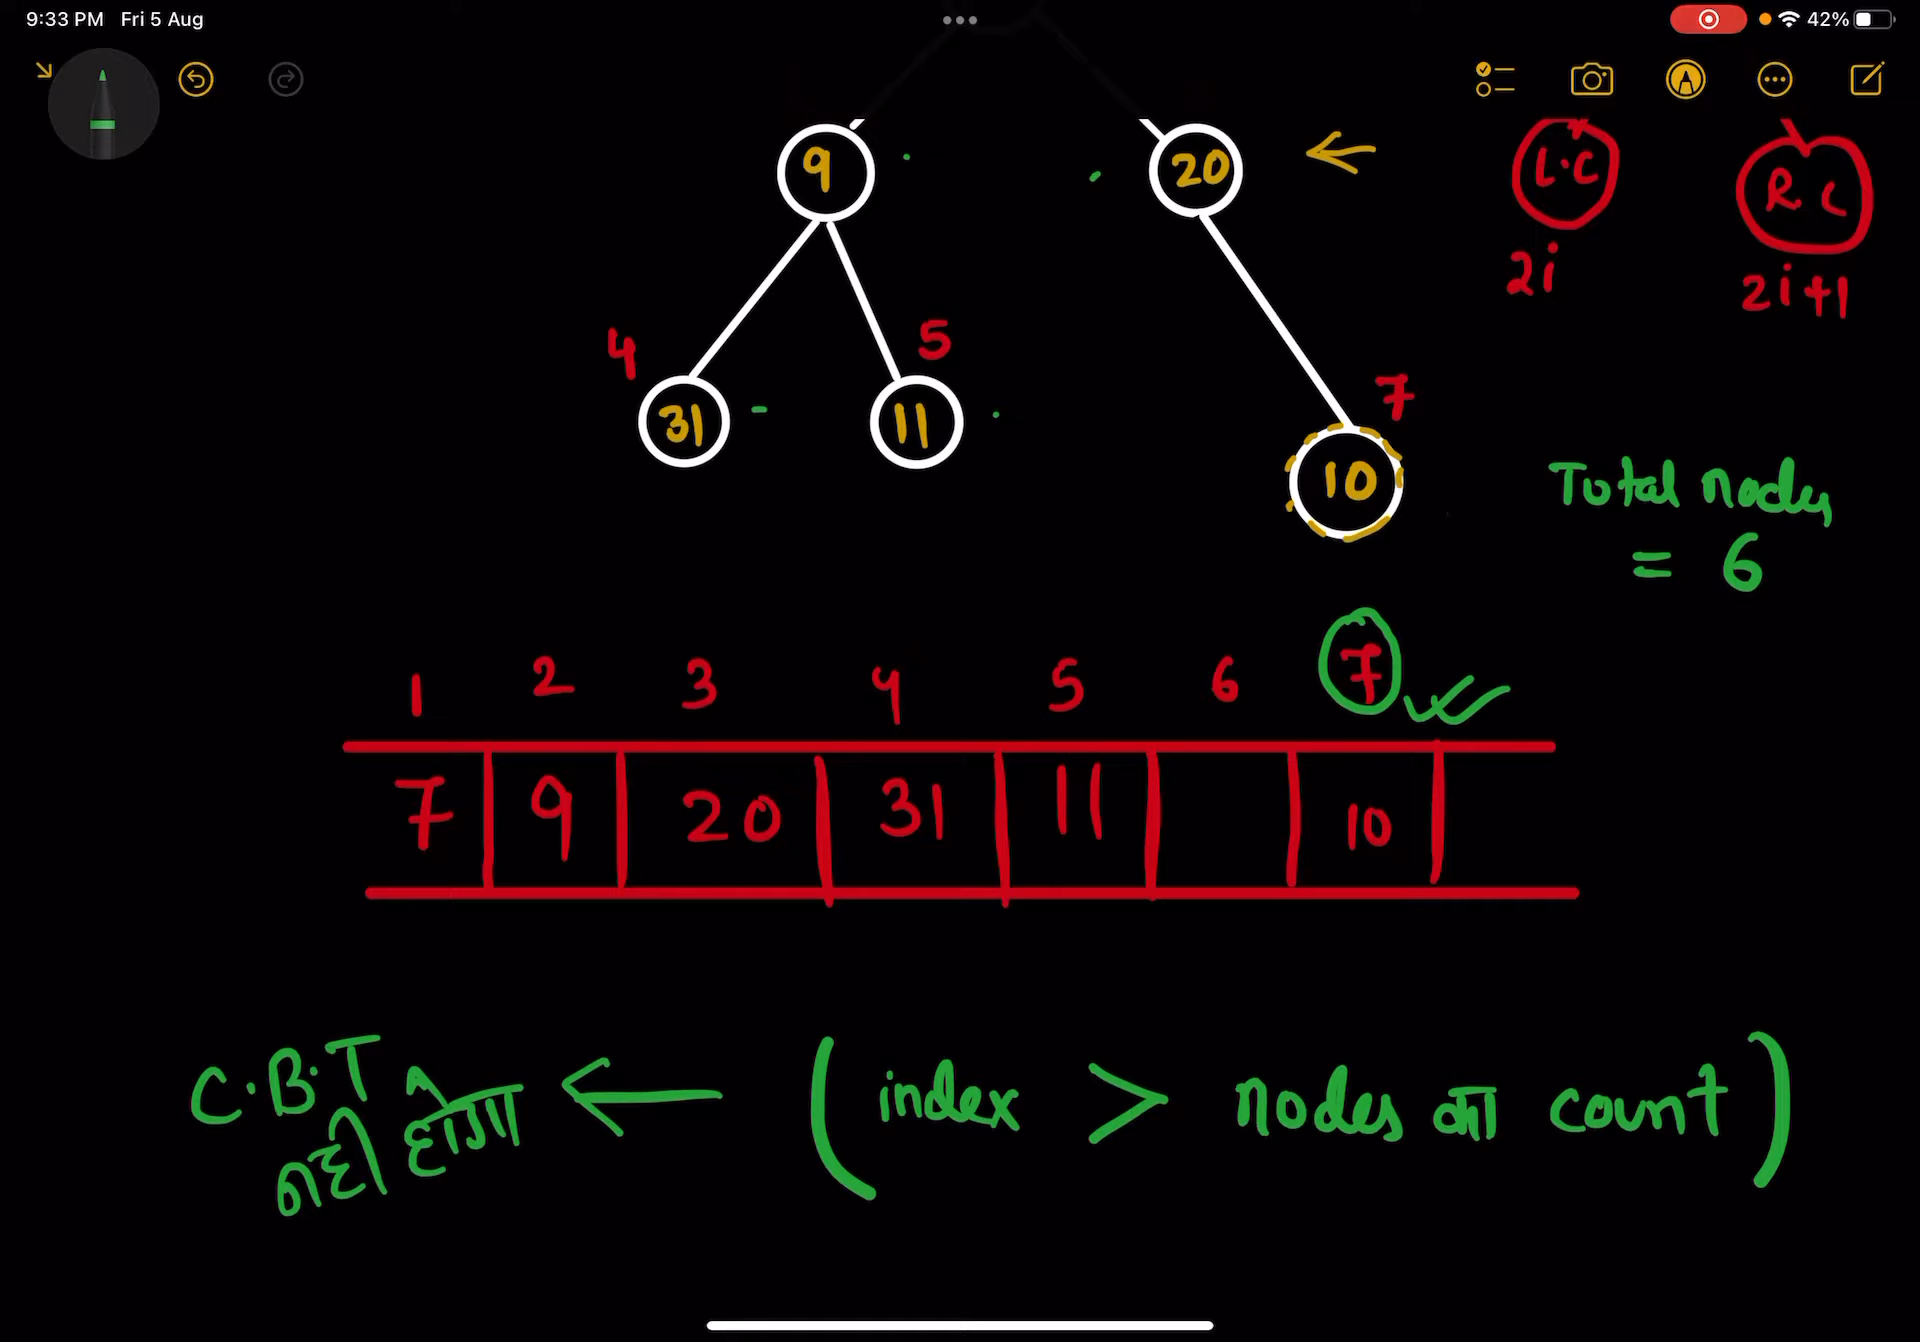 9:33 PM Fri 5 Aug
42%
9
20
L.C
R C
2i
2i+1
4
5
7
31
11
10
Total nodes
= 6
1 2 3 4 5 6 7
7 9 20 31 11 10
C.B.T ← ( index > nodes का count )
नही होगा